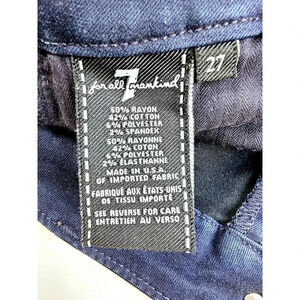 7
for all mankind
27
50% RAYON
42% COTTON
6% POLYESTER
2% SPANDEX
50% RAYONNE
42% COTON
6% POLYESTER
2% ÉLASTHANNE
MADE IN U.S.A.
OF IMPORTED FABRIC
FABRIQUÉ AUX ÉTATS-UNIS
DE TISSU IMPORTÉ
SEE REVERSE FOR CARE
ENTRETIEN AU VERSO